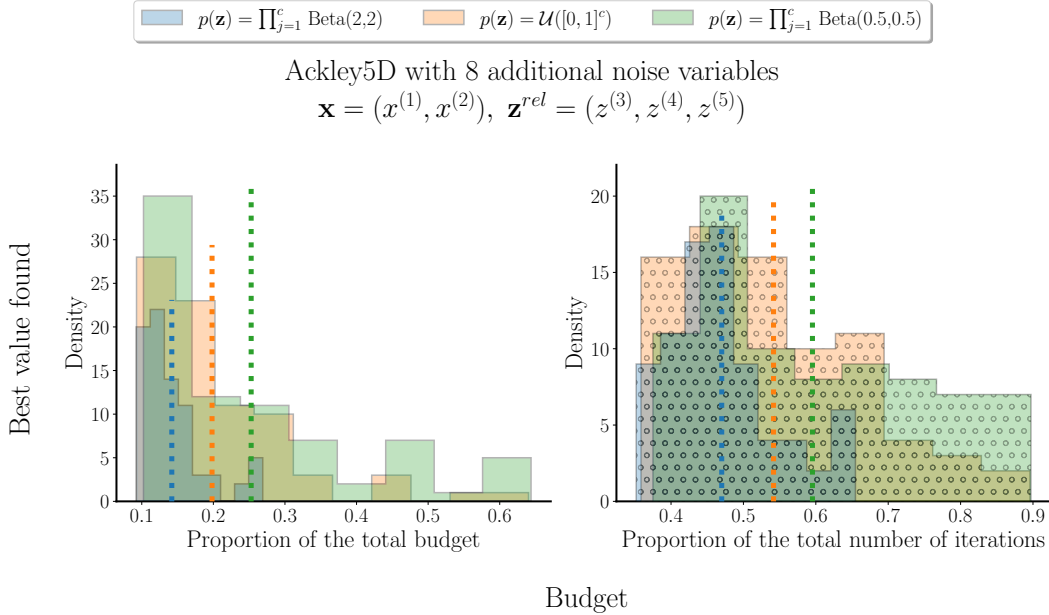 p(z) = ∏_{j=1}^{c} Beta(2,2) p(z) = U([0, 1]^c) p(z) = ∏_{j=1}^{c} Beta(0.5,0.5)
Ackley5D with 8 additional noise variables
x = (x^{(1)}, x^{(2)}), z^{rel} = (z^{(3)}, z^{(4)}, z^{(5)})
Best value found
Density
35
30
25
20
15
10
5
0
0.1 0.2 0.3 0.4 0.5 0.6
Proportion of the total budget
Density
20
15
10
5
0
0.4 0.5 0.6 0.7 0.8 0.9
Proportion of the total number of iterations
Budget